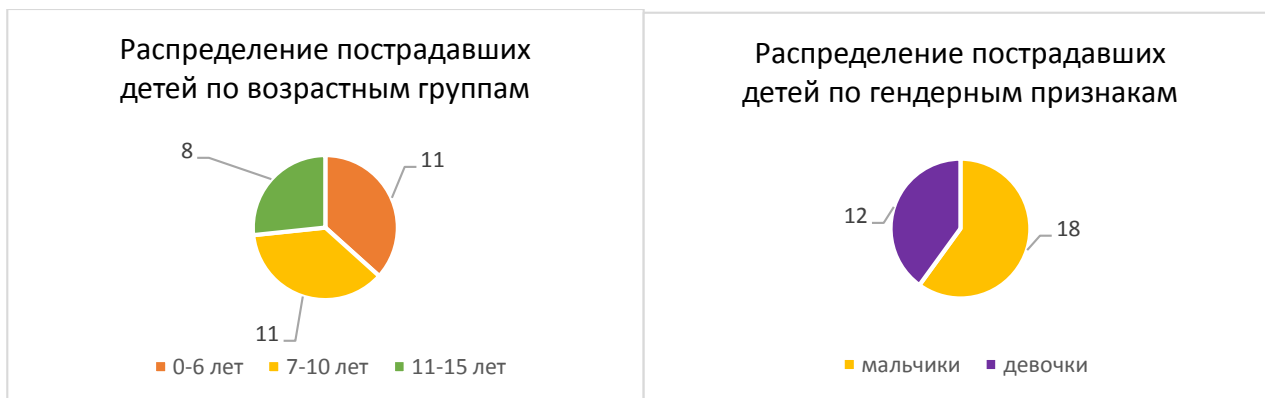 Распределение пострадавших
детей по возрастным группам
8
11
11
0-6 лет 7-10 лет 11-15 лет
Распределение пострадавших
детей по гендерным признакам
12
18
мальчики девочки